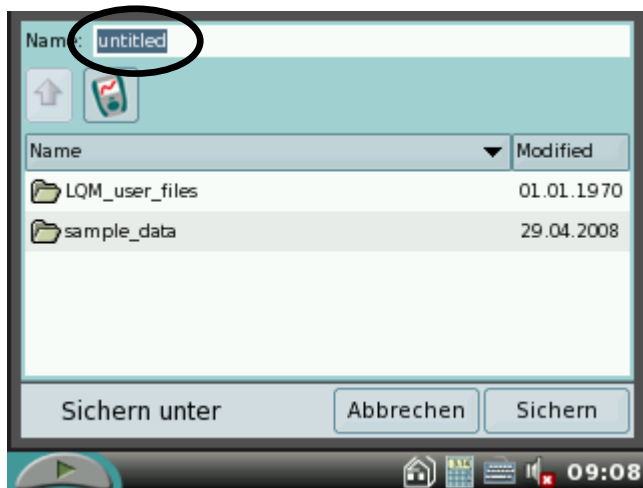 Name: untitled
Name Modified
LQM_user_files 01.01.1970
sample_data 29.04.2008
Sichern unter Abbrechen Sichern
09:08